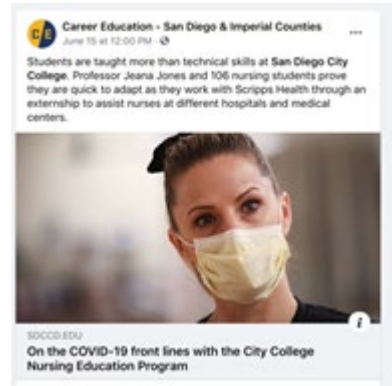 CE
Career Education - San Diego & Imperial Counties
June 15 at 12:00 PM ·
Students are taught more than technical skills at San Diego City
College. Professor Jeana Jones and 106 nursing students prove
they are quick to adapt as they work with Scripps Health through an
externship to assist nurses at different hospitals and medical
centers.
i
SDCCD.EDU
On the COVID-19 front lines with the City College
Nursing Education Program